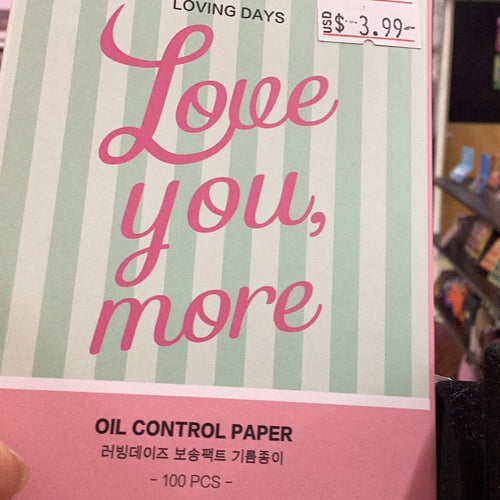 LOVING DAYS
USD $-3.99-
Love
you,
more
OIL CONTROL PAPER
러빙데이즈 보송팩트 기름종이
- 100 PCS -